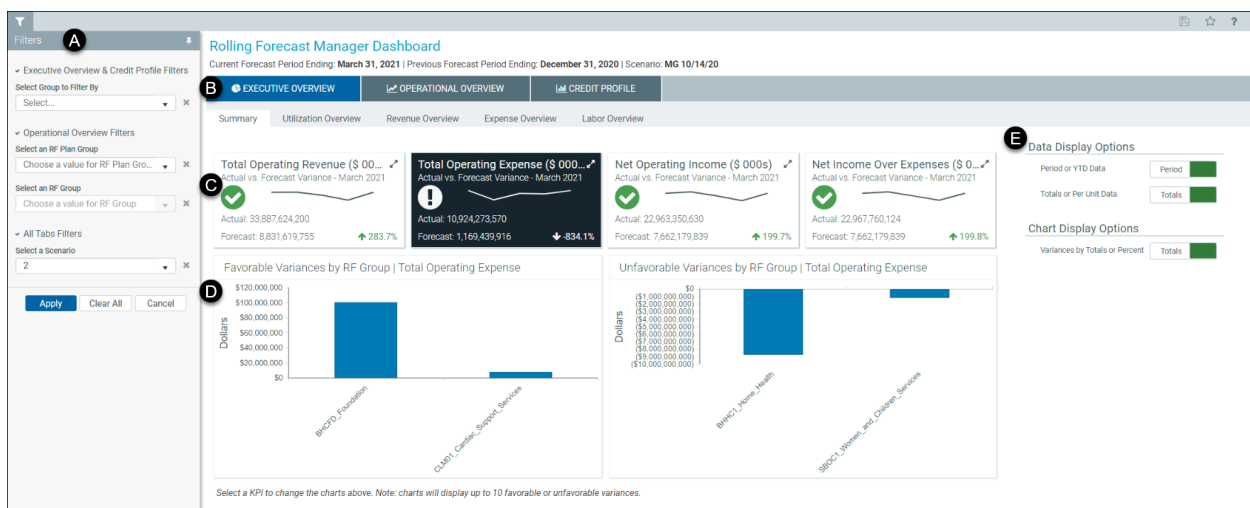 ?
A
Filters
Executive Overview & Credit Profile Filters
Select Group to Filter By
Select...
Operational Overview Filters
Select an RF Plan Group
Choose a value for RF Plan Gro...
Select an RF Group
Choose a value for RF Group
All Tabs Filters
Select a Scenario
2
Apply Clear All Cancel
Rolling Forecast Manager Dashboard
Current Forecast Period Ending: March 31, 2021 | Previous Forecast Period Ending: December 31, 2020 | Scenario: MG 10/14/20
B
EXECUTIVE OVERVIEW OPERATIONAL OVERVIEW CREDIT PROFILE
Summary Utilization Overview Revenue Overview Expense Overview Labor Overview
C
Total Operating Revenue ($ 00...
Actual vs. Forecast Variance - March 2021
Actual: 33,887,624,200
Forecast: 8,831,619,755 283.7%
Total Operating Expense ($ 000...
Actual vs. Forecast Variance - March 2021
!
Actual: 10,924,273,570
Forecast: 1,169,439,916 -834.1%
Net Operating Income ($ 000s)
Actual vs. Forecast Variance - March 2021
Actual: 22,963,350,630
Forecast: 7,662,179,839 199.7%
Net Income Over Expenses ($ 0...
Actual vs. Forecast Variance - March 2021
Actual: 22,967,760,124
Forecast: 7,662,179,839 199.8%
D
Favorable Variances by RF Group | Total Operating Expense
Dollars
$120,000,000
$100,000,000
$80,000,000
$60,000,000
$40,000,000
$20,000,000
$0
BHCFD_Foundation
CLM01_Cardiac_Support_Services
Unfavorable Variances by RF Group | Total Operating Expense
Dollars
$0
($1,000,000,000)
($2,000,000,000)
($3,000,000,000)
($4,000,000,000)
($5,000,000,000)
($6,000,000,000)
($7,000,000,000)
($8,000,000,000)
($9,000,000,000)
($10,000,000,000)
BHHC1_Home_Health
SBOC1_Women_and_Children_Services
Select a KPI to change the charts above. Note: charts will display up to 10 favorable or unfavorable variances.
E
Data Display Options
Period or YTD Data Period
Totals or Per Unit Data Totals
Chart Display Options
Variances by Totals or Percent Totals